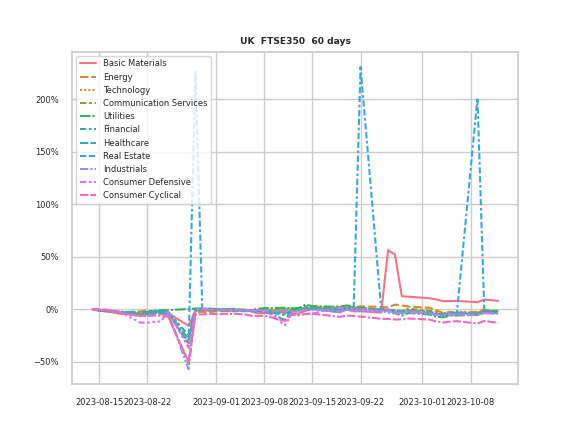 UK FTSE350 60 days
Basic Materials
Energy
Technology
Communication Services
Utilities
Financial
Healthcare
Real Estate
Industrials
Consumer Defensive
Consumer Cyclical
200%
150%
100%
50%
0%
−50%
2023-08-15 2023-08-22 2023-09-01 2023-09-08 2023-09-15 2023-09-22 2023-10-01 2023-10-08